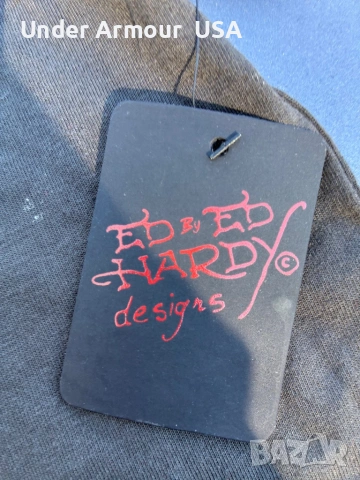 Under Armour USA
ED By ED
HARDY ©
designs
BAZAR